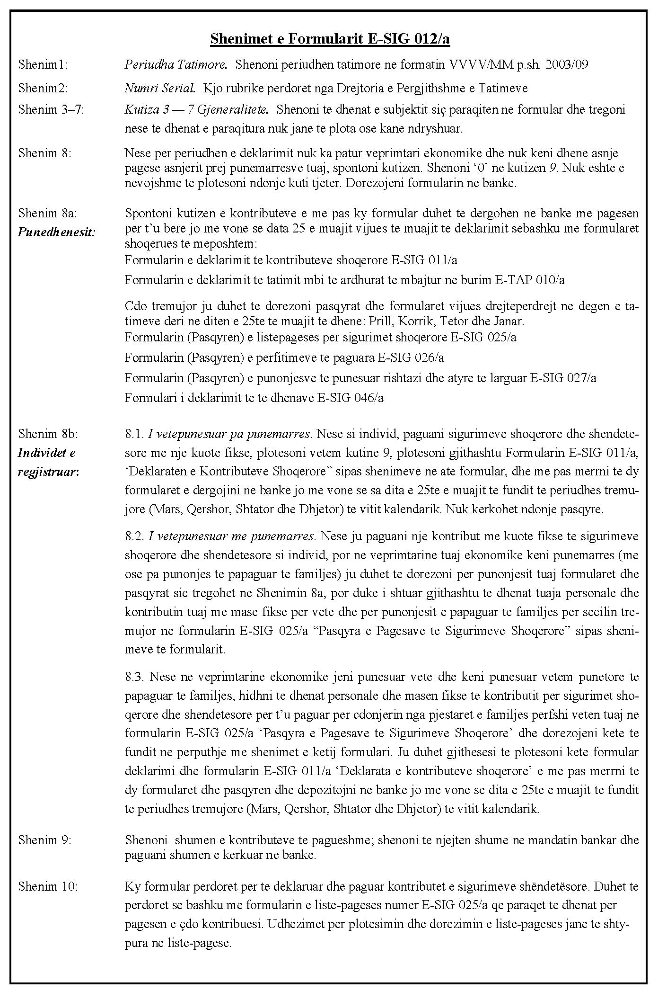 Shenimet e Formularit E-SIG 012/a
Shenim1: Periudha Tatimore. Shenoni periudhen tatimore ne formatin VVVV/MM p.sh. 2003/09
Shenim2: Numri Serial. Kjo rubrike perdoret nga Drejtoria e Pergjithshme e Tatimeve
Shenim 3–7: Kutiza 3 — 7 Gjeneralitete. Shenoni te dhenat e subjektit siç paraqiten ne formular dhe tregoni
nese te dhenat e paraqitura nuk jane te plota ose kane ndryshuar.
Shenim 8: Nese per periudhen e deklarimit nuk ka patur veprimtari ekonomike dhe nuk keni dhene asnje
pagese asnjerit prej punemarresve tuaj, spontoni kutizen. Shenoni ‘0’ ne kutizen 9. Nuk eshte e
nevojshme te plotesoni ndonje kuti tjeter. Dorezojeni formularin ne banke.
Shenim 8a: Spontoni kutizen e kontributeve e me pas ky formular duhet te dergohen ne banke me pagesen
Punedhenesit: per t’u bere jo me vone se data 25 e muajit vijues te muajit te deklarimit sebashku me formularet
shoqerues te meposhtem:
Formularin e deklarimit te kontributeve shoqerore E-SIG 011/a
Formularin e deklarimit te tatimit mbi te ardhurat te mbajtur ne burim E-TAP 010/a
Cdo tremujor ju duhet te dorezoni pasqyrat dhe formularet vijues drejteperdrejt ne degen e ta-
timeve deri ne diten e 25te te muajit te dhene: Prill, Korrik, Tetor dhe Janar.
Formularin (Pasqyren) e listepageses per sigurimet shoqerore E-SIG 025/a
Formularin (Pasqyren) e perfitimeve te paguara E-SIG 026/a
Formularin (Pasqyren) e punonjesve te punesuar rishtazi dhe atyre te larguar E-SIG 027/a
Formulari i deklarimit te te dhenave E-SIG 046/a
Shenim 8b: 8.1. I vetepunesuar pa punemarres. Nese si individ, paguani sigurimeve shoqerore dhe shendete-
Individet e sore me nje kuote fikse, plotesoni vetem kutine 9, plotesoni gjithashtu Formularin E-SIG 011/a,
regjistruar: ‘Deklaraten e Kontributeve Shoqerore” sipas shenimeve ne ate formular, dhe me pas merrni te dy
formularet e dergojini ne banke jo me vone se sa dita e 25te e muajit te fundit te periudhes tremu-
jore (Mars, Qershor, Shtator dhe Dhjetor) te vitit kalendarik. Nuk kerkohet ndonje pasqyre.
8.2. I vetepunesuar me punemarres. Nese ju paguani nje kontribut me kuote fikse te sigurimeve
shoqerore dhe shendetesore si individ, por ne veprimtarine tuaj ekonomike keni punemarres (me
ose pa punonjes te papaguar te familjes) ju duhet te dorezoni per punonjesit tuaj formularet dhe
pasqyrat sic tregohet ne Shenimin 8a, por duke i shtuar gjithashtu te dhenat tuaja personale dhe
kontributin tuaj me mase fikse per vete dhe per punonjesit e papaguar te familjes per secilin tre-
mujor ne formularin E-SIG 025/a “Pasqyra e Pagesave te Sigurimeve Shoqerore” sipas sheni-
meve te formularit.
8.3. Nese ne veprimtarine ekonomike jeni punesuar vete dhe keni punesuar vetem punetore te
papaguar te familjes, hidhni te dhenat personale dhe masen fikse te kontributit per sigurimet sho-
qerore dhe shendetesore per t’u paguar per cdonjerin nga pjestaret e familjes perfshi veten tuaj ne
formularin E-SIG 025/a ‘Pasqyra e Pagesave te Sigurimeve Shoqerore’ dhe dorezojeni kete te
fundit ne perputhje me shenimet e ketij formulari. Ju duhet gjithesesi te plotesoni kete formular
deklarimi dhe formularin E-SIG 011/a ‘Deklarata e kontributeve shoqerore’ e me pas merrni te
dy formularet dhe pasqyren dhe depozitojni ne banke jo me vone se dita e 25te e muajit te fundit
te periudhes tremujore (Mars, Qershor, Shtator dhe Dhjetor) te vitit kalendarik.
Shenim 9: Shenoni shumen e kontributeve te pagueshme; shenoni te njejten shume ne mandatin bankar dhe
paguani shumen e kerkuar ne banke.
Shenim 10: Ky formular perdoret per te deklaruar dhe paguar kontributet e sigurimeve shëndetësore. Duhet te
perdoret se bashku me formularin e liste-pageses numer E-SIG 025/a qe paraqet te dhenat per
pagesen e çdo kontribuesi. Udhezimet per plotesimin dhe dorezimin e liste-pageses jane te shty-
pura ne liste-pagese.